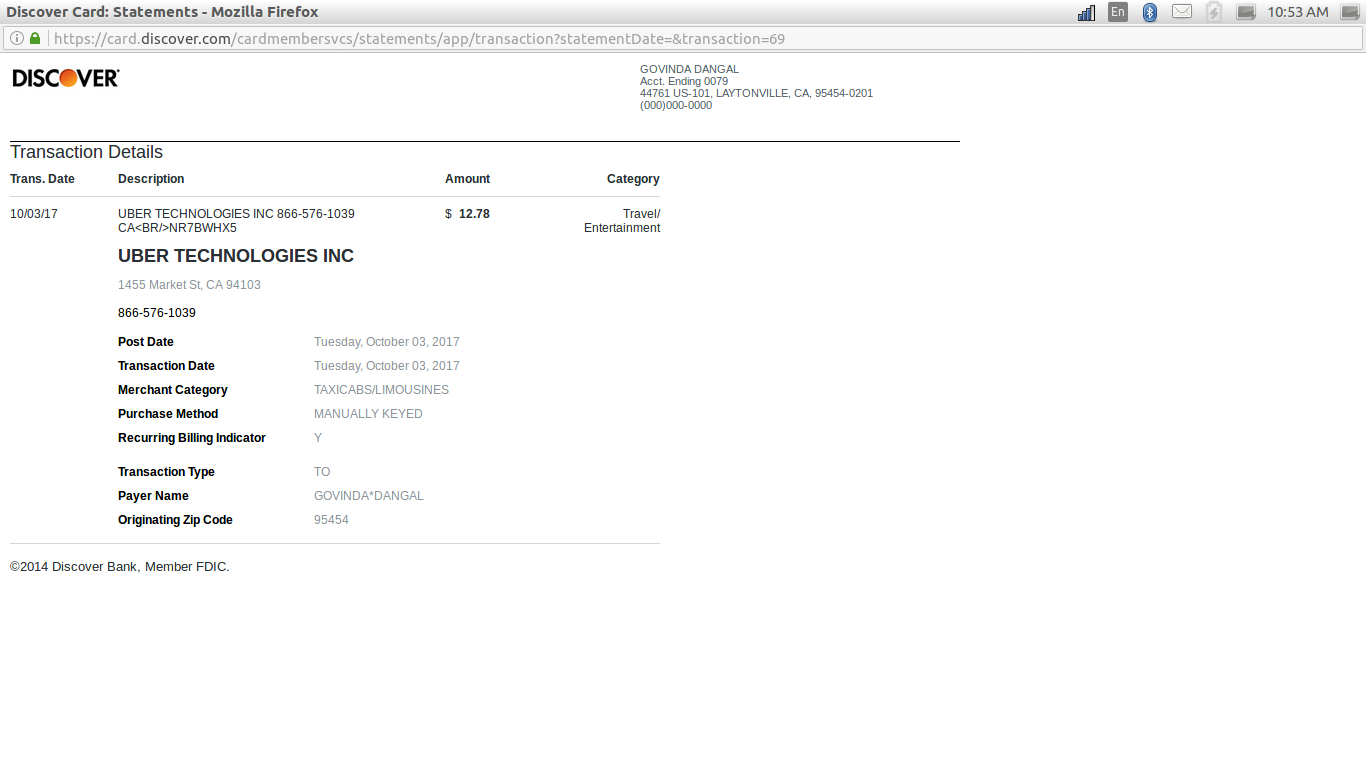 Discover Card: Statements - Mozilla Firefox
En
10:53 AM
https://card.discover.com/cardmembersvcs/statements/app/transaction?statementDate=&transaction=69
DISCOVER
GOVINDA DANGAL
Acct. Ending 0079
44761 US-101, LAYTONVILLE, CA, 95454-0201
(000)000-0000
Transaction Details
Trans. Date Description Amount Category
10/03/17 UBER TECHNOLOGIES INC 866-576-1039 $ 12.78 Travel/
CA<BR/>NR7BWHX5 Entertainment
UBER TECHNOLOGIES INC
1455 Market St, CA 94103
866-576-1039
Post Date Tuesday, October 03, 2017
Transaction Date Tuesday, October 03, 2017
Merchant Category TAXICABS/LIMOUSINES
Purchase Method MANUALLY KEYED
Recurring Billing Indicator Y
Transaction Type TO
Payer Name GOVINDA*DANGAL
Originating Zip Code 95454
©2014 Discover Bank, Member FDIC.